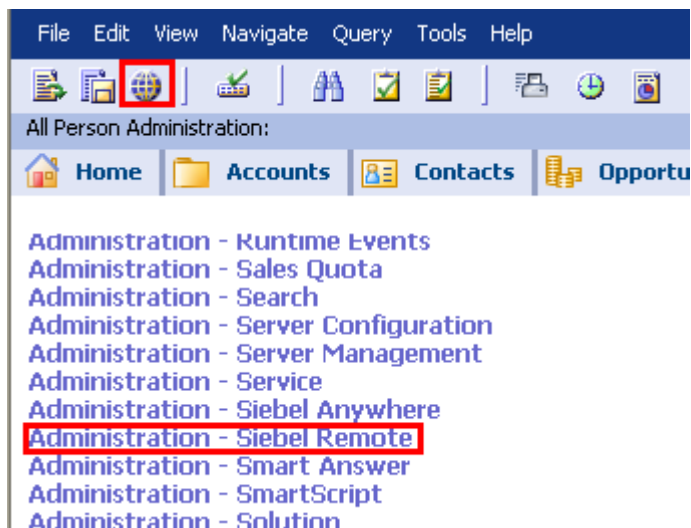 File Edit View Navigate Query Tools Help
All Person Administration:
Home Accounts Contacts Opportu
Administration - Runtime Events
Administration - Sales Quota
Administration - Search
Administration - Server Configuration
Administration - Server Management
Administration - Service
Administration - Siebel Anywhere
Administration - Siebel Remote
Administration - Smart Answer
Administration - SmartScript
Administration - Solution